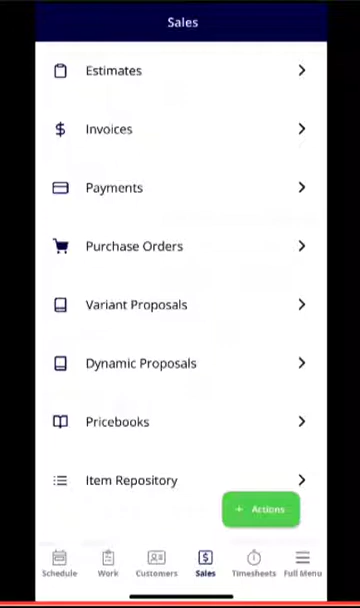 Sales
Estimates
Invoices
Payments
Purchase Orders
Variant Proposals
Dynamic Proposals
Pricebooks
Item Repository
+ Actions
Schedule Work Customers Sales Timesheets Full Menu